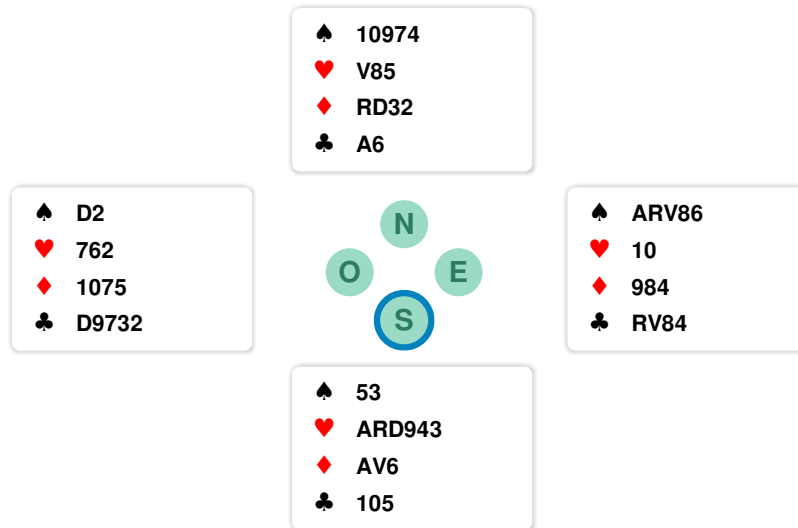 ♠ 10974
♥ V85
♦ RD32
♣ A6
♠ D2
♥ 762
♦ 1075
♣ D9732
N
O E
S
♠ ARV86
♥ 10
♦ 984
♣ RV84
♠ 53
♥ ARD943
♦ AV6
♣ 105